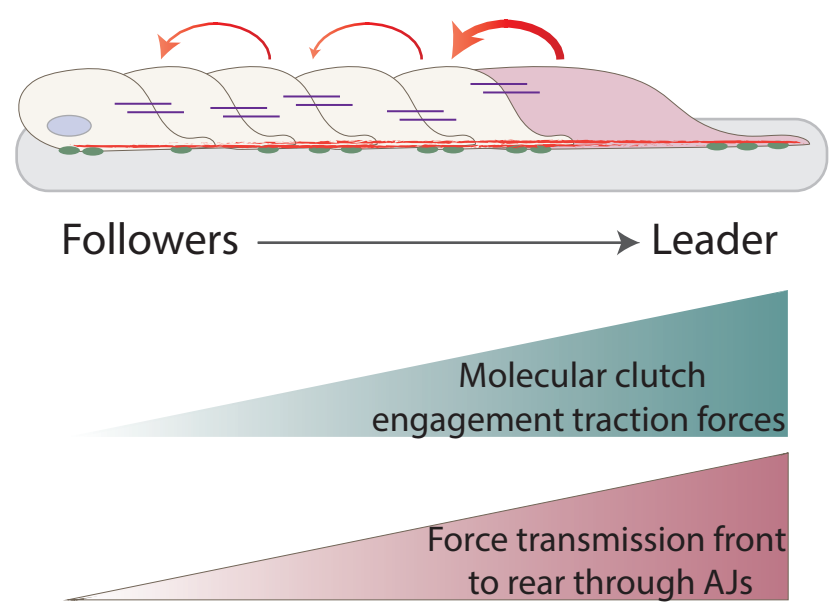 Followers
Leader
Molecular clutch
engagement traction forces
Force transmission front
to rear through AJs